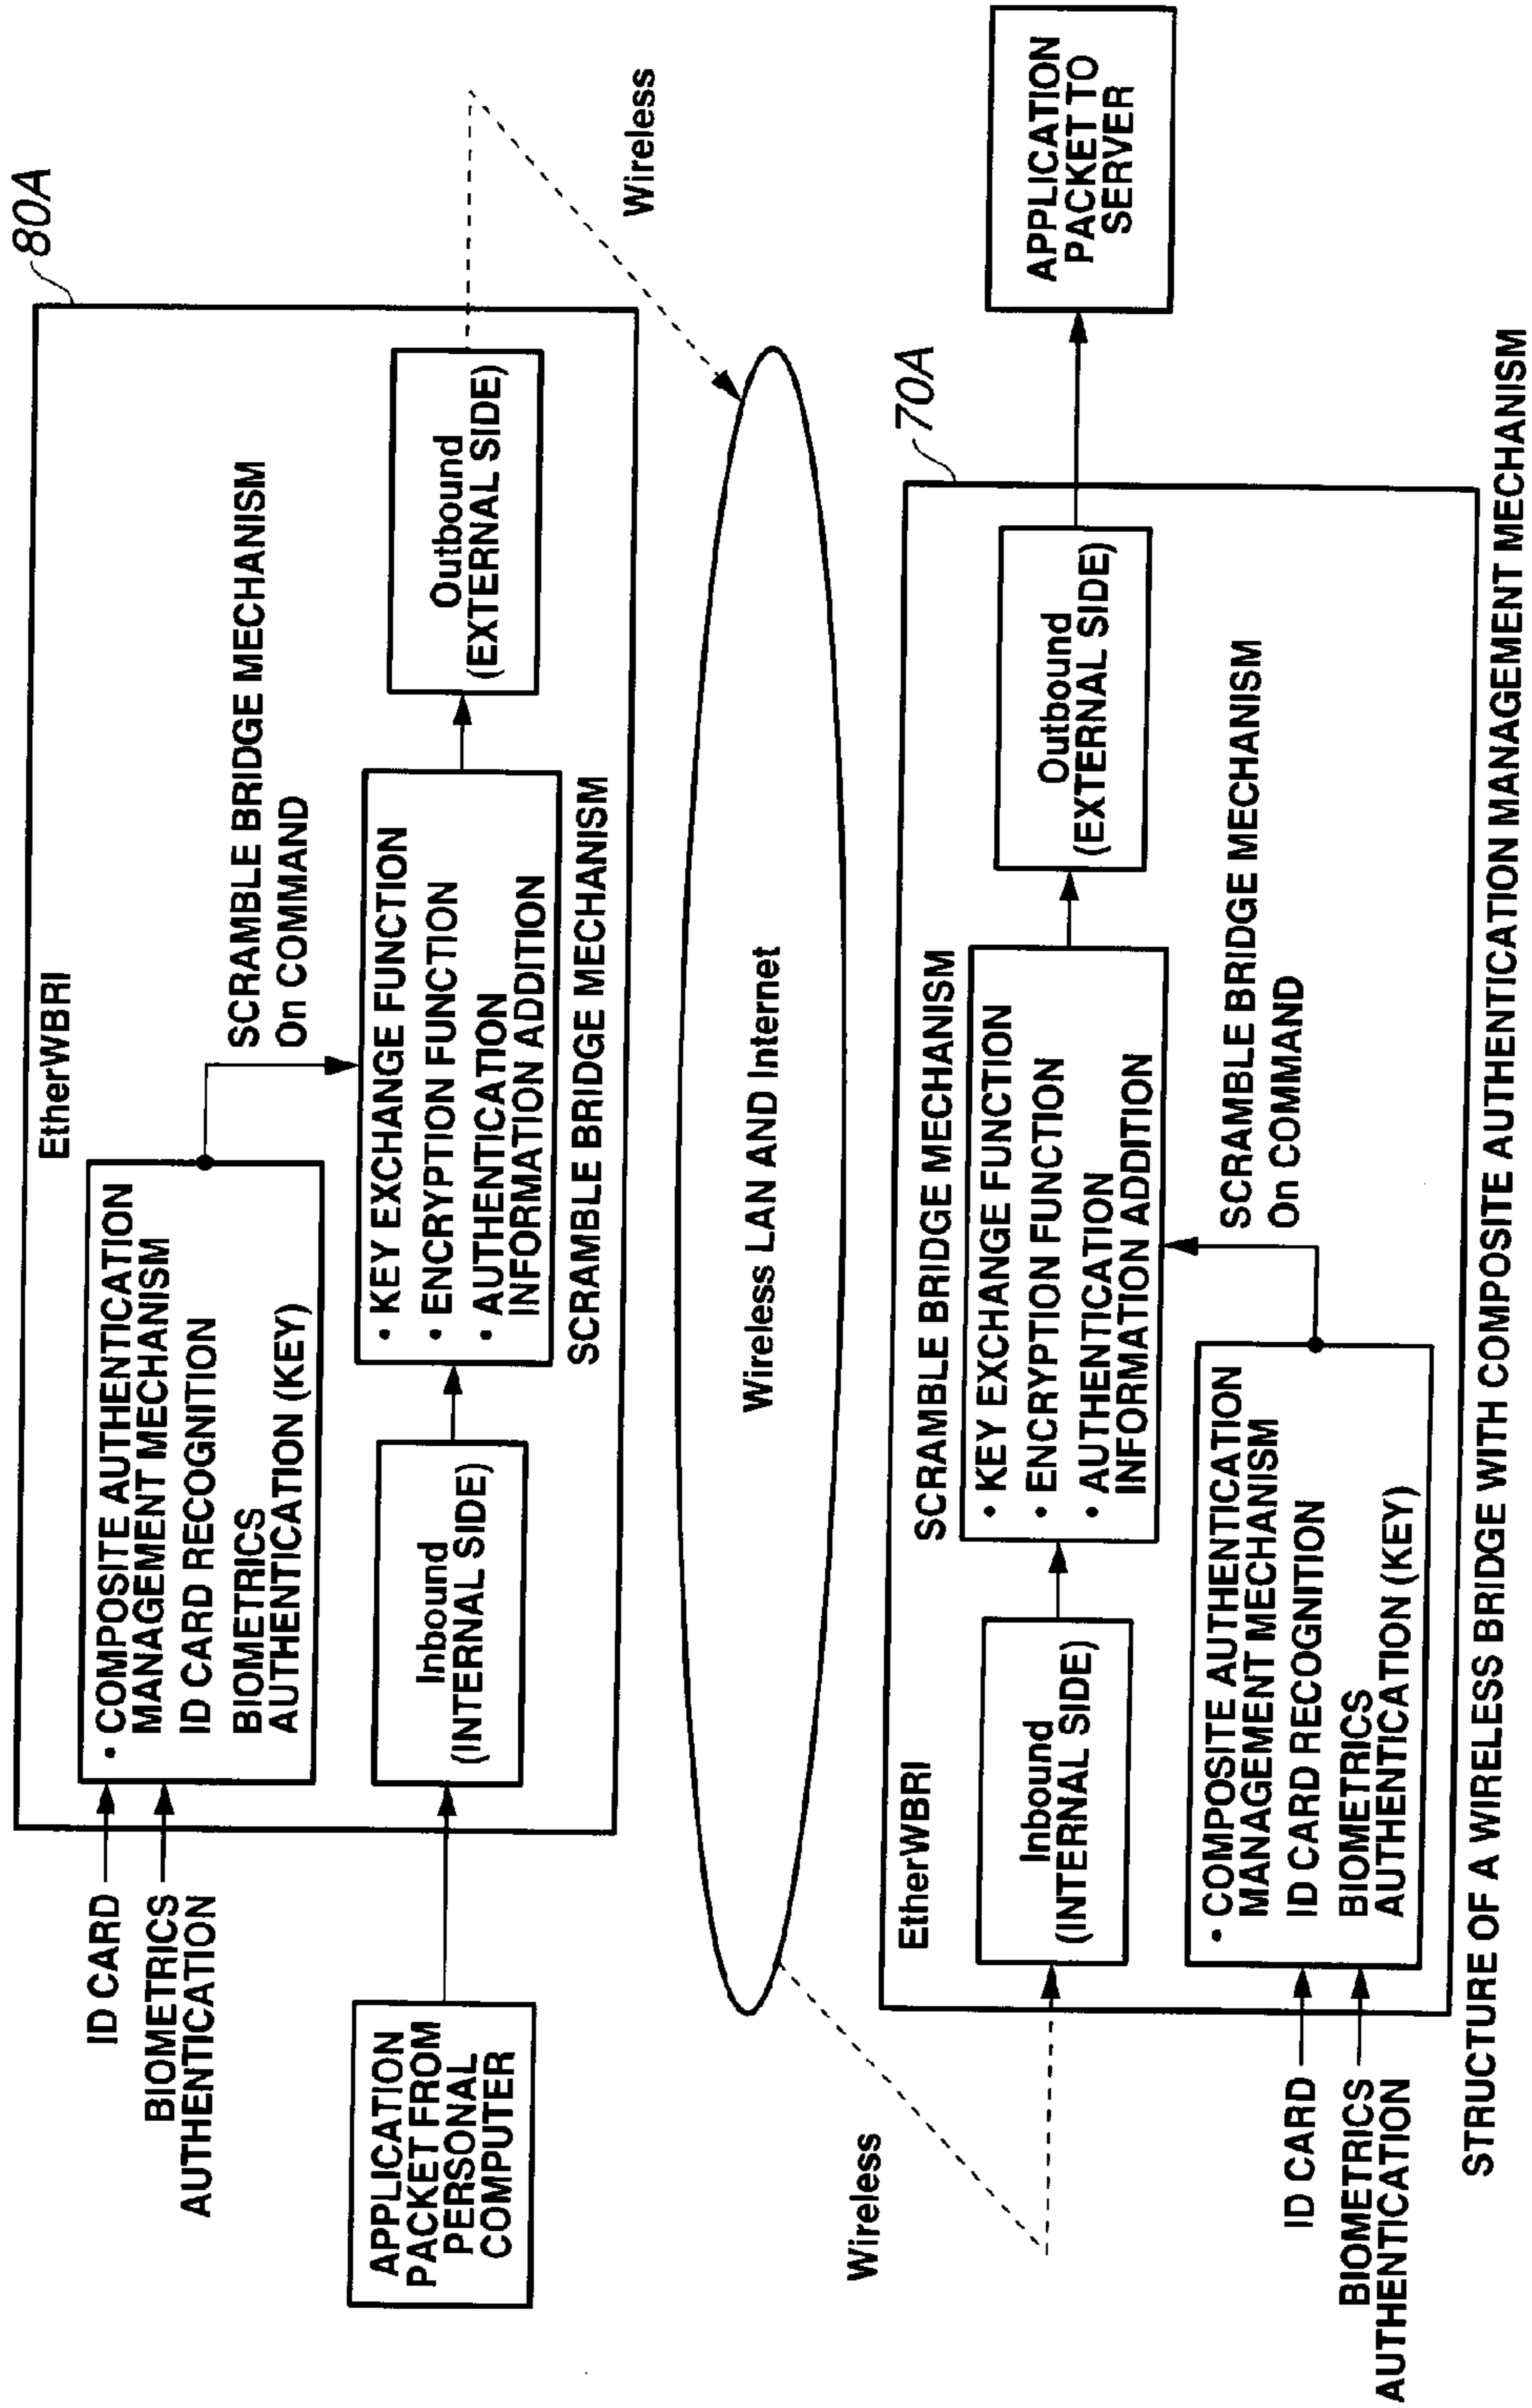 80A
EtherWBRI
ID CARD
BIOMETRICS
AUTHENTICATION
• COMPOSITE AUTHENTICATION
MANAGEMENT MECHANISM
ID CARD RECOGNITION
BIOMETRICS
AUTHENTICATION (KEY)
SCRAMBLE BRIDGE MECHANISM
On COMMAND
APPLICATION
PACKET FROM
PERSONAL
COMPUTER
Inbound
(INTERNAL SIDE)
• KEY EXCHANGE FUNCTION
• ENCRYPTION FUNCTION
• AUTHENTICATION
INFORMATION ADDITION
SCRAMBLE BRIDGE MECHANISM
Outbound
(EXTERNAL SIDE)
Wireless
Wireless LAN AND Internet
Wireless
70A
EtherWBRI
SCRAMBLE BRIDGE MECHANISM
Inbound
(INTERNAL SIDE)
• KEY EXCHANGE FUNCTION
• ENCRYPTION FUNCTION
• AUTHENTICATION
INFORMATION ADDITION
Outbound
(EXTERNAL SIDE)
APPLICATION
PACKET TO
SERVER
ID CARD
BIOMETRICS
AUTHENTICATION
• COMPOSITE AUTHENTICATION
MANAGEMENT MECHANISM
ID CARD RECOGNITION
BIOMETRICS
AUTHENTICATION (KEY)
SCRAMBLE BRIDGE MECHANISM
On COMMAND
STRUCTURE OF A WIRELESS BRIDGE WITH COMPOSITE AUTHENTICATION MANAGEMENT MECHANISM